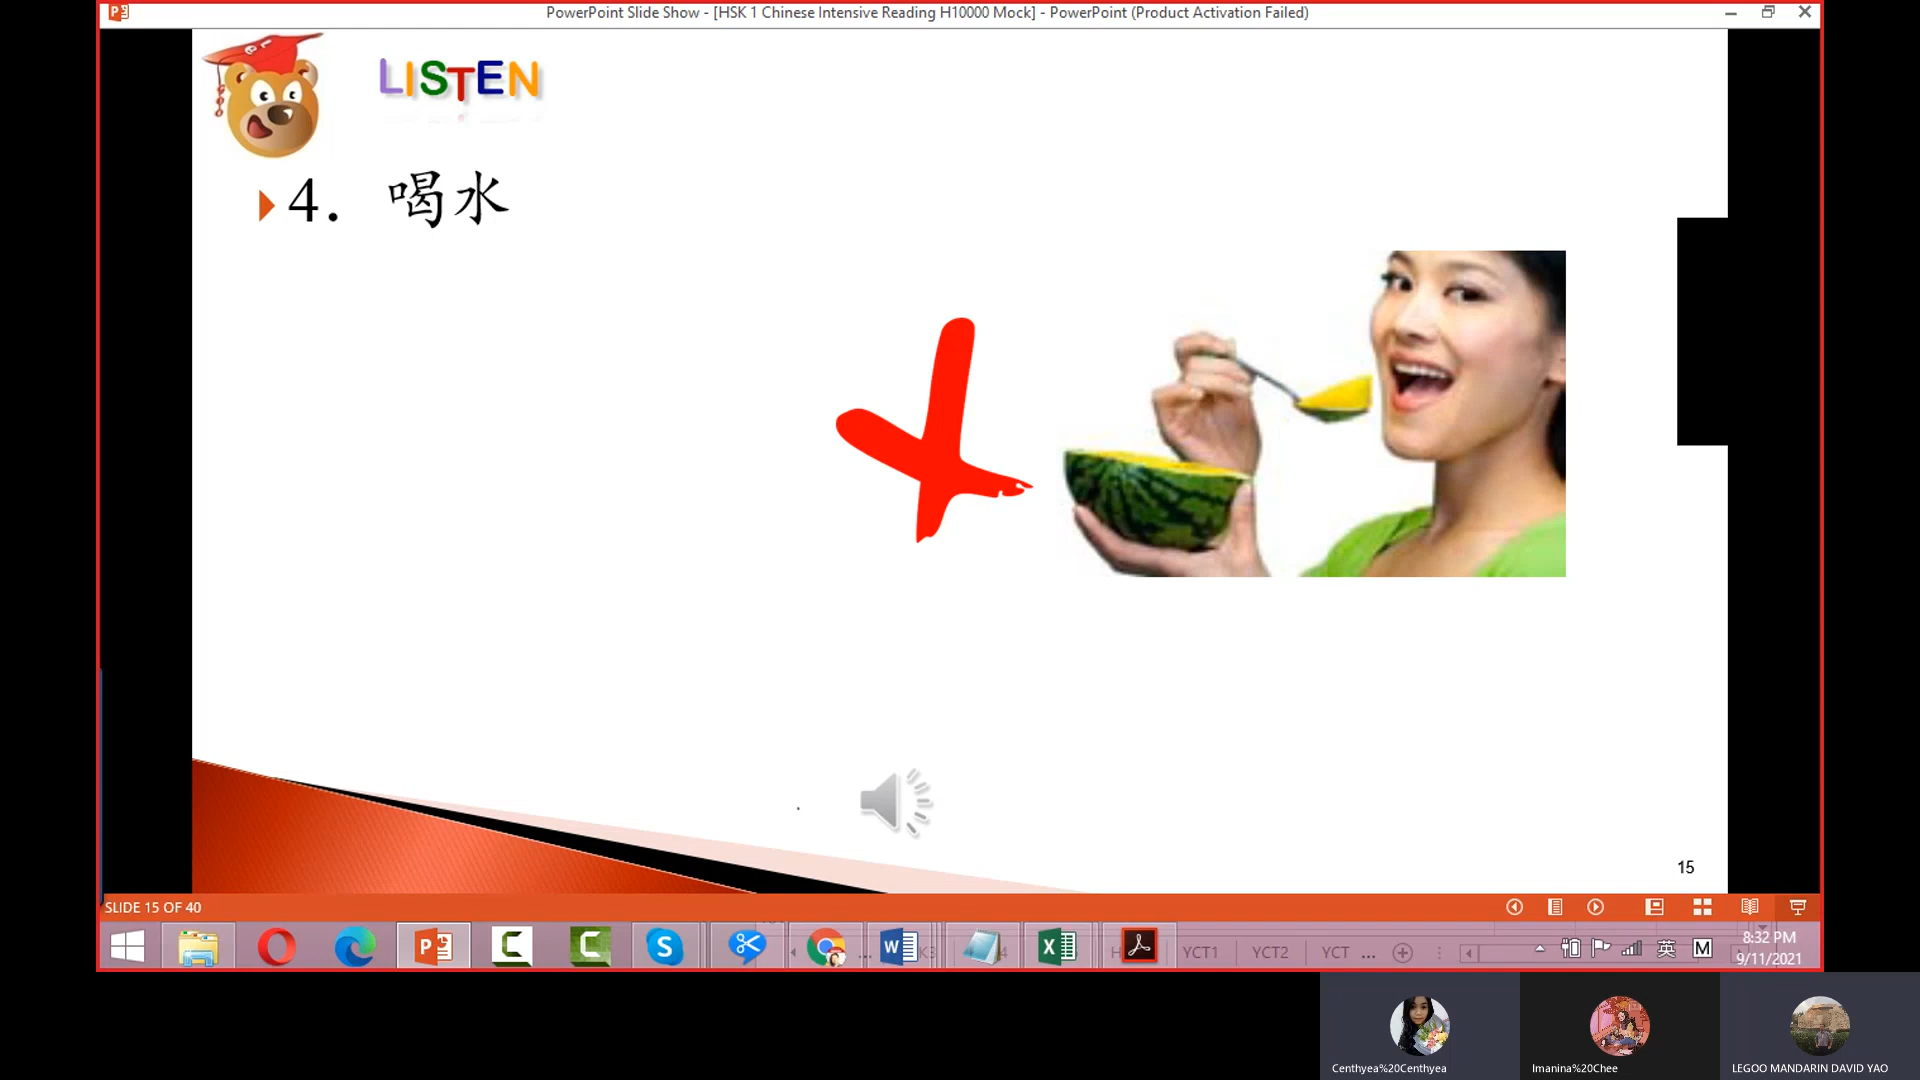 PowerPoint Slide Show - [HSK 1 Chinese Intensive Reading H10000 Mock] - PowerPoint (Product Activation Failed)
LISTEN
4. 喝水
15
SLIDE 15 OF 40
YCT1 YCT2 YCT ...
英 M
8:32 PM
9/11/2021
Centhyea%20Centhyea
Imanina%20Chee
LEGOO MANDARIN DAVID YAO